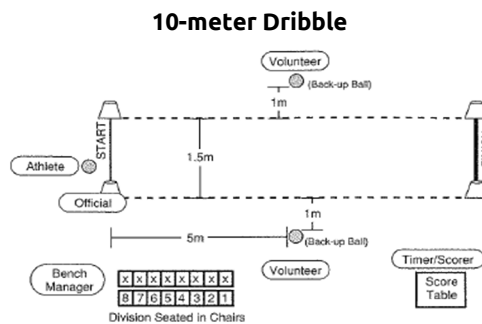 10-meter Dribble
Volunteer
(Back-up Ball)
1m
START
1.5m
Athlete
Official
1m
5m
(Back-up Ball)
Volunteer
Bench
Manager
X X X X X X X X
8 7 6 5 4 3 2 1
Division Seated in Chairs
Timer/Scorer
Score
Table